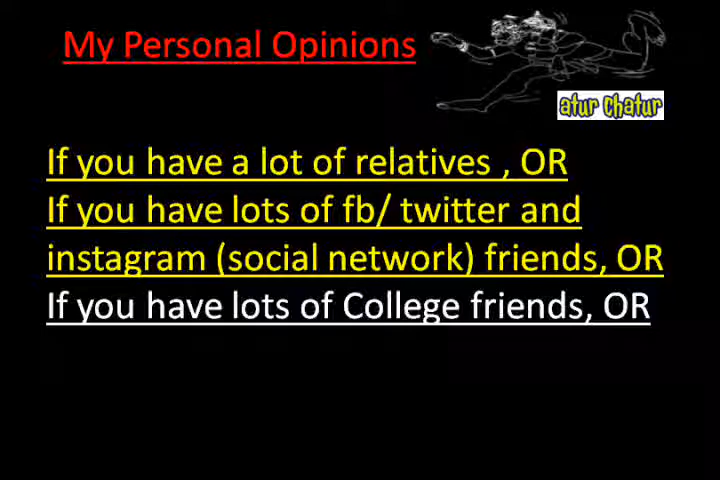 My Personal Opinions
atur chatur
If you have a lot of relatives , OR
If you have lots of fb/ twitter and
instagram (social network) friends, OR
If you have lots of College friends, OR